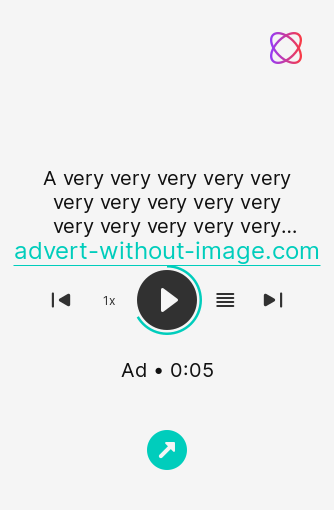 A very very very very very
very very very very very
very very very very very...
advert-without-image.com
1x
Ad • 0:05